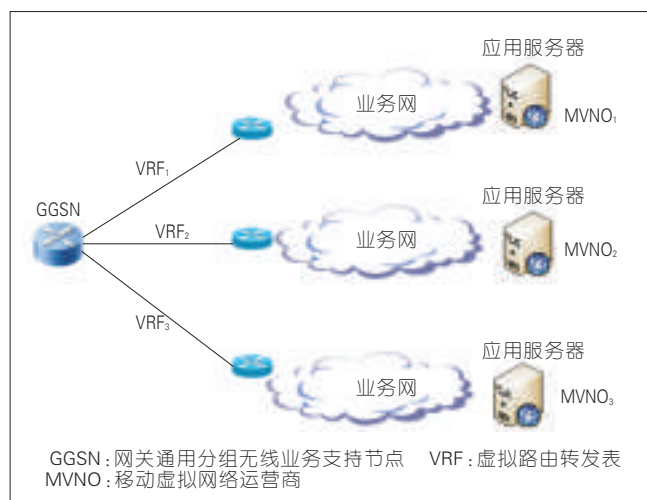 应用服务器
业务网
MVNO₁
VRF₁
GGSN
应用服务器
业务网
MVNO₂
VRF₂
VRF₃
应用服务器
业务网
MVNO₃
GGSN:网关通用分组无线业务支持节点 VRF:虚拟路由转发表
MVNO:移动虚拟网络运营商